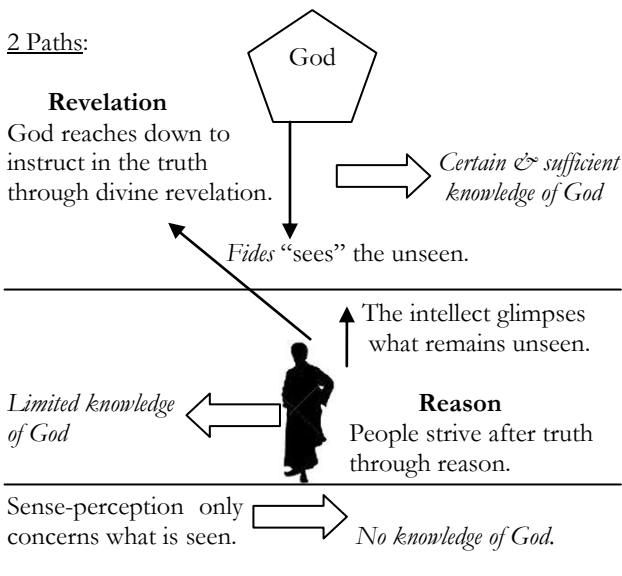 2 Paths:
God
Revelation
God reaches down to
instruct in the truth
through divine revelation.
Certain & sufficient
knowledge of God
Fides “sees” the unseen.
The intellect glimpses
what remains unseen.
Limited knowledge
of God
Reason
People strive after truth
through reason.
Sense-perception only
concerns what is seen.
No knowledge of God.